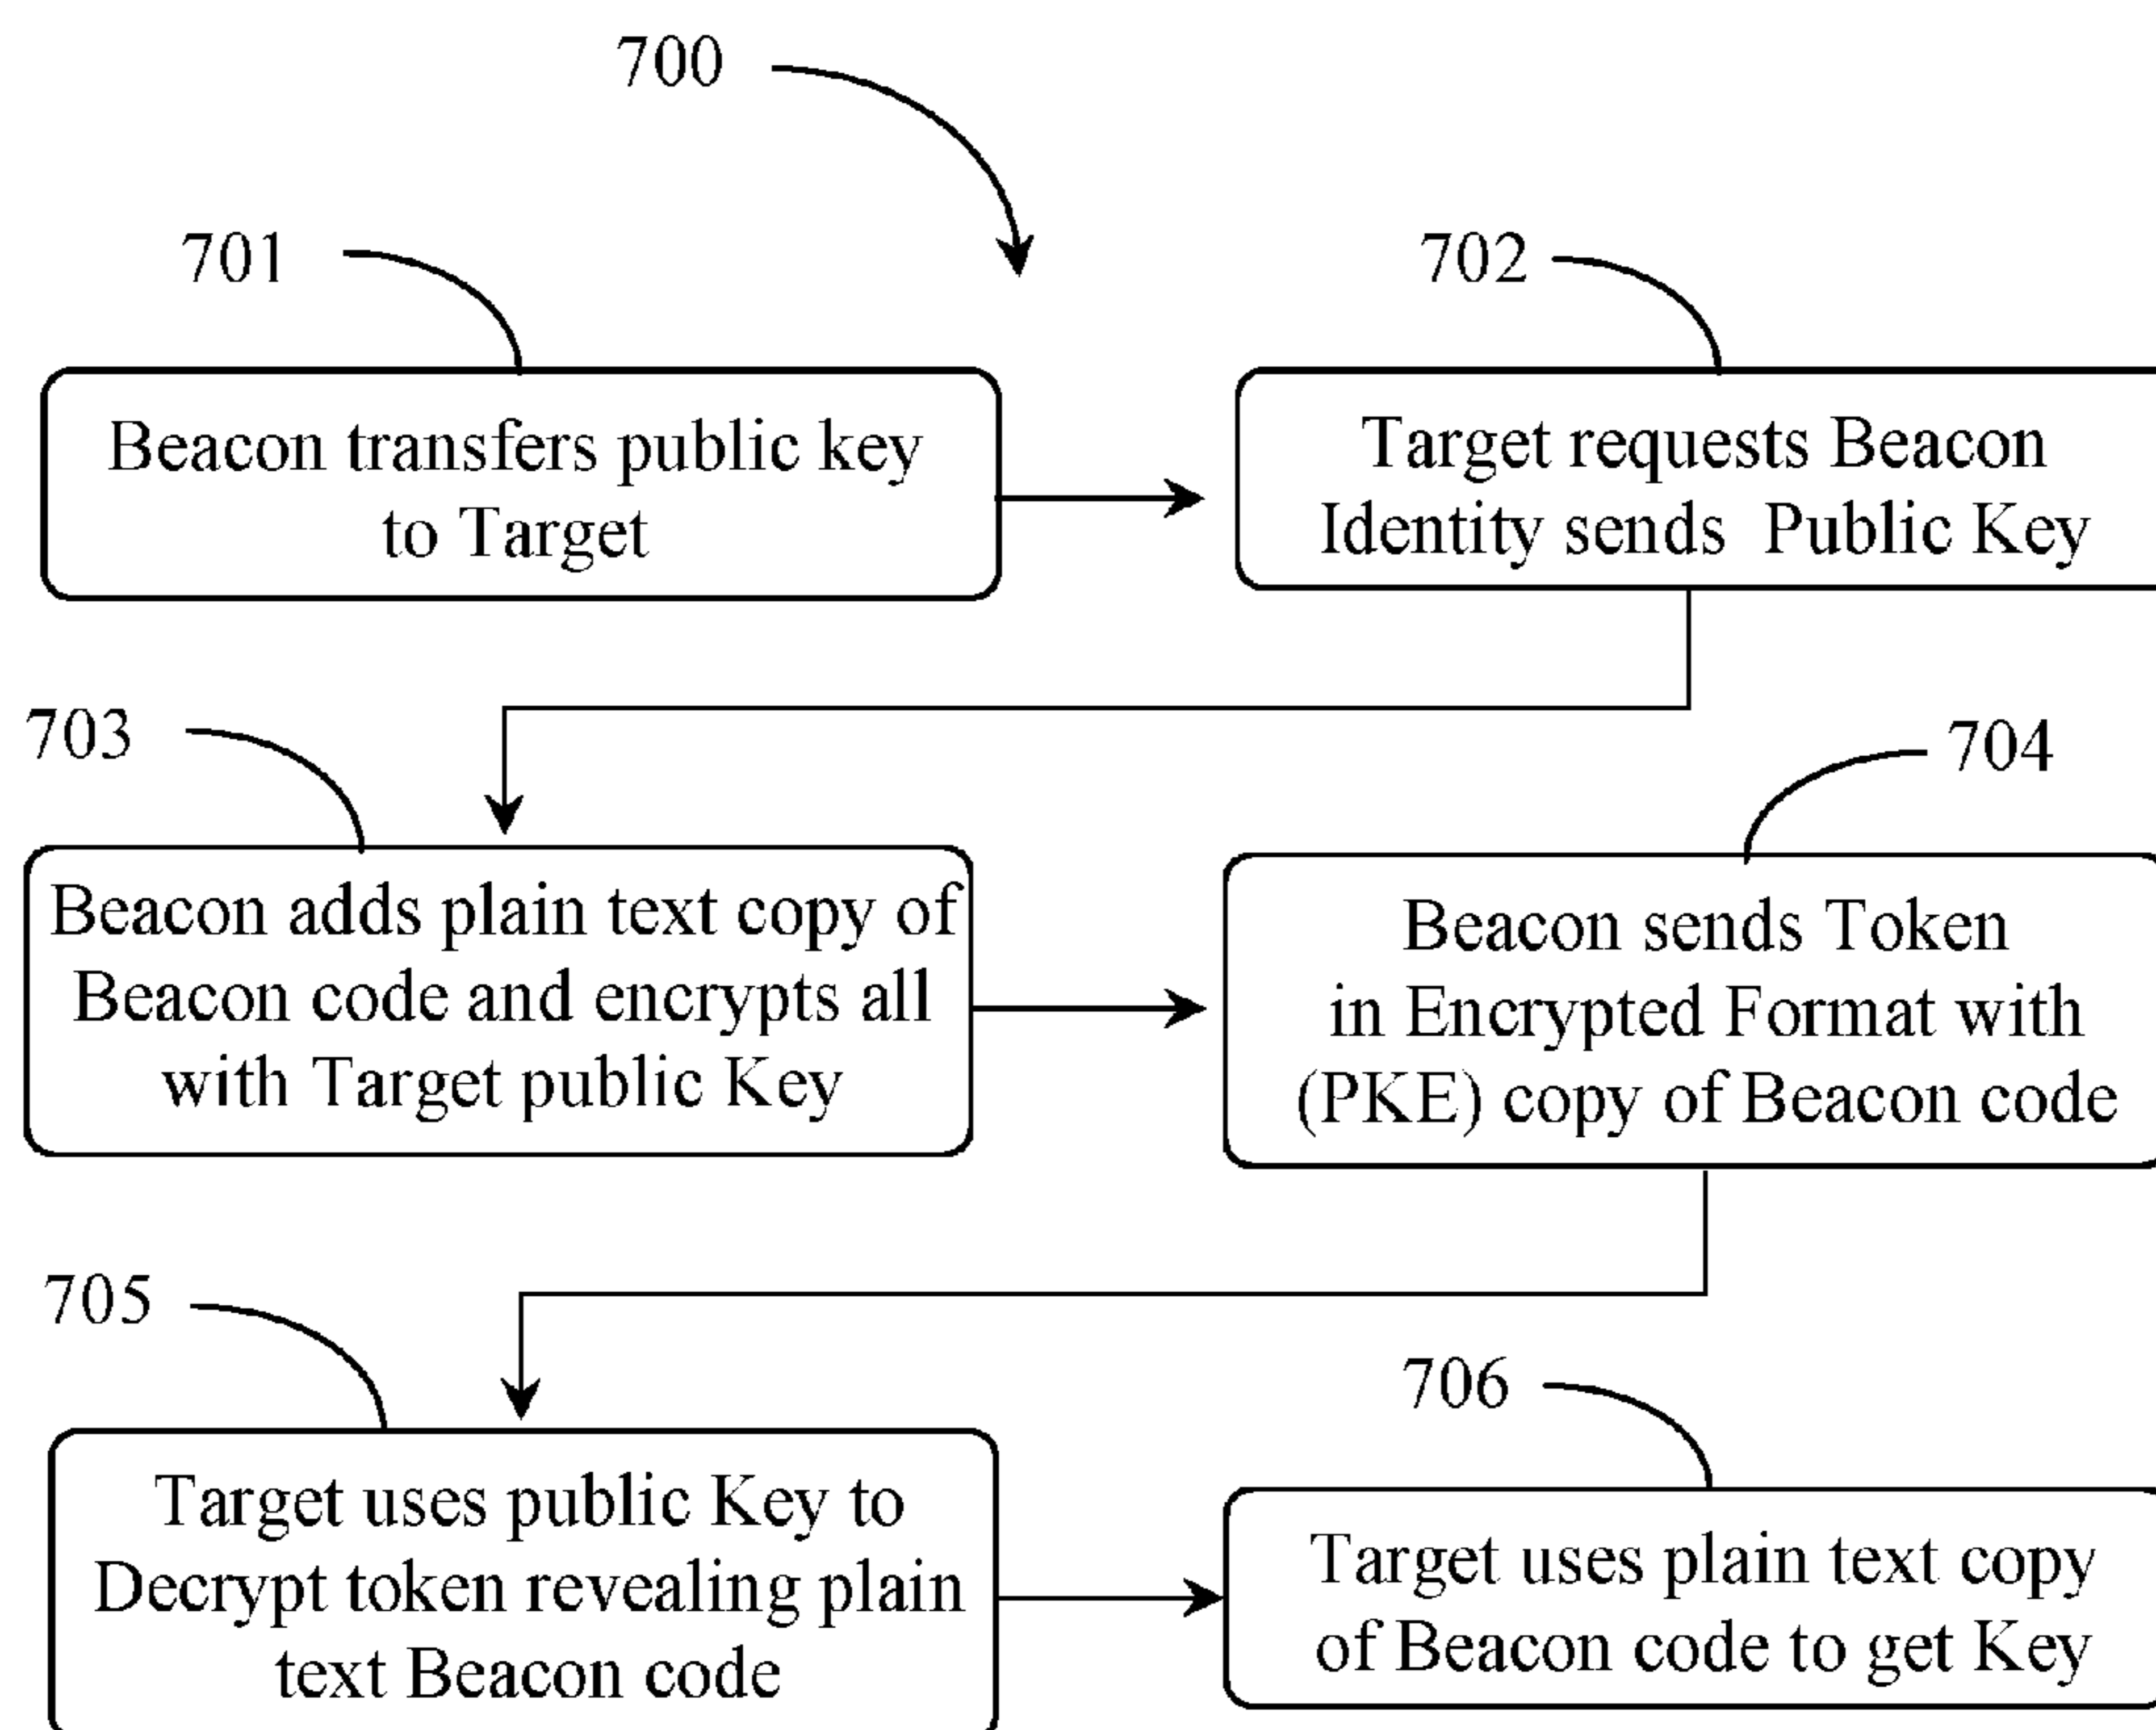 700
701
702
Beacon transfers public key
to Target
Target requests Beacon
Identity sends Public Key
703
704
Beacon adds plain text copy of
Beacon code and encrypts all
with Target public Key
Beacon sends Token
in Encrypted Format with
(PKE) copy of Beacon code
705
706
Target uses public Key to
Decrypt token revealing plain
text Beacon code
Target uses plain text copy
of Beacon code to get Key